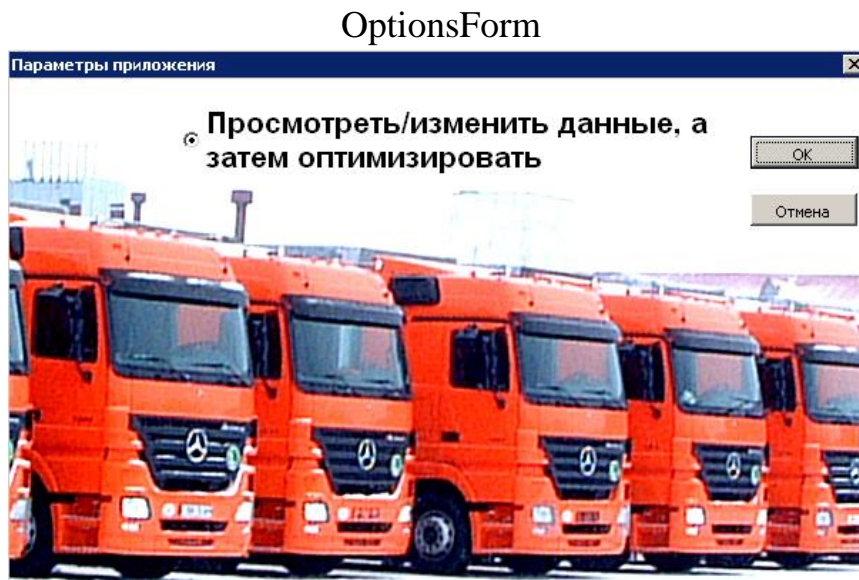 OptionsForm
Параметры приложения
Просмотреть/изменить данные, а
затем оптимизировать
OK
Отмена